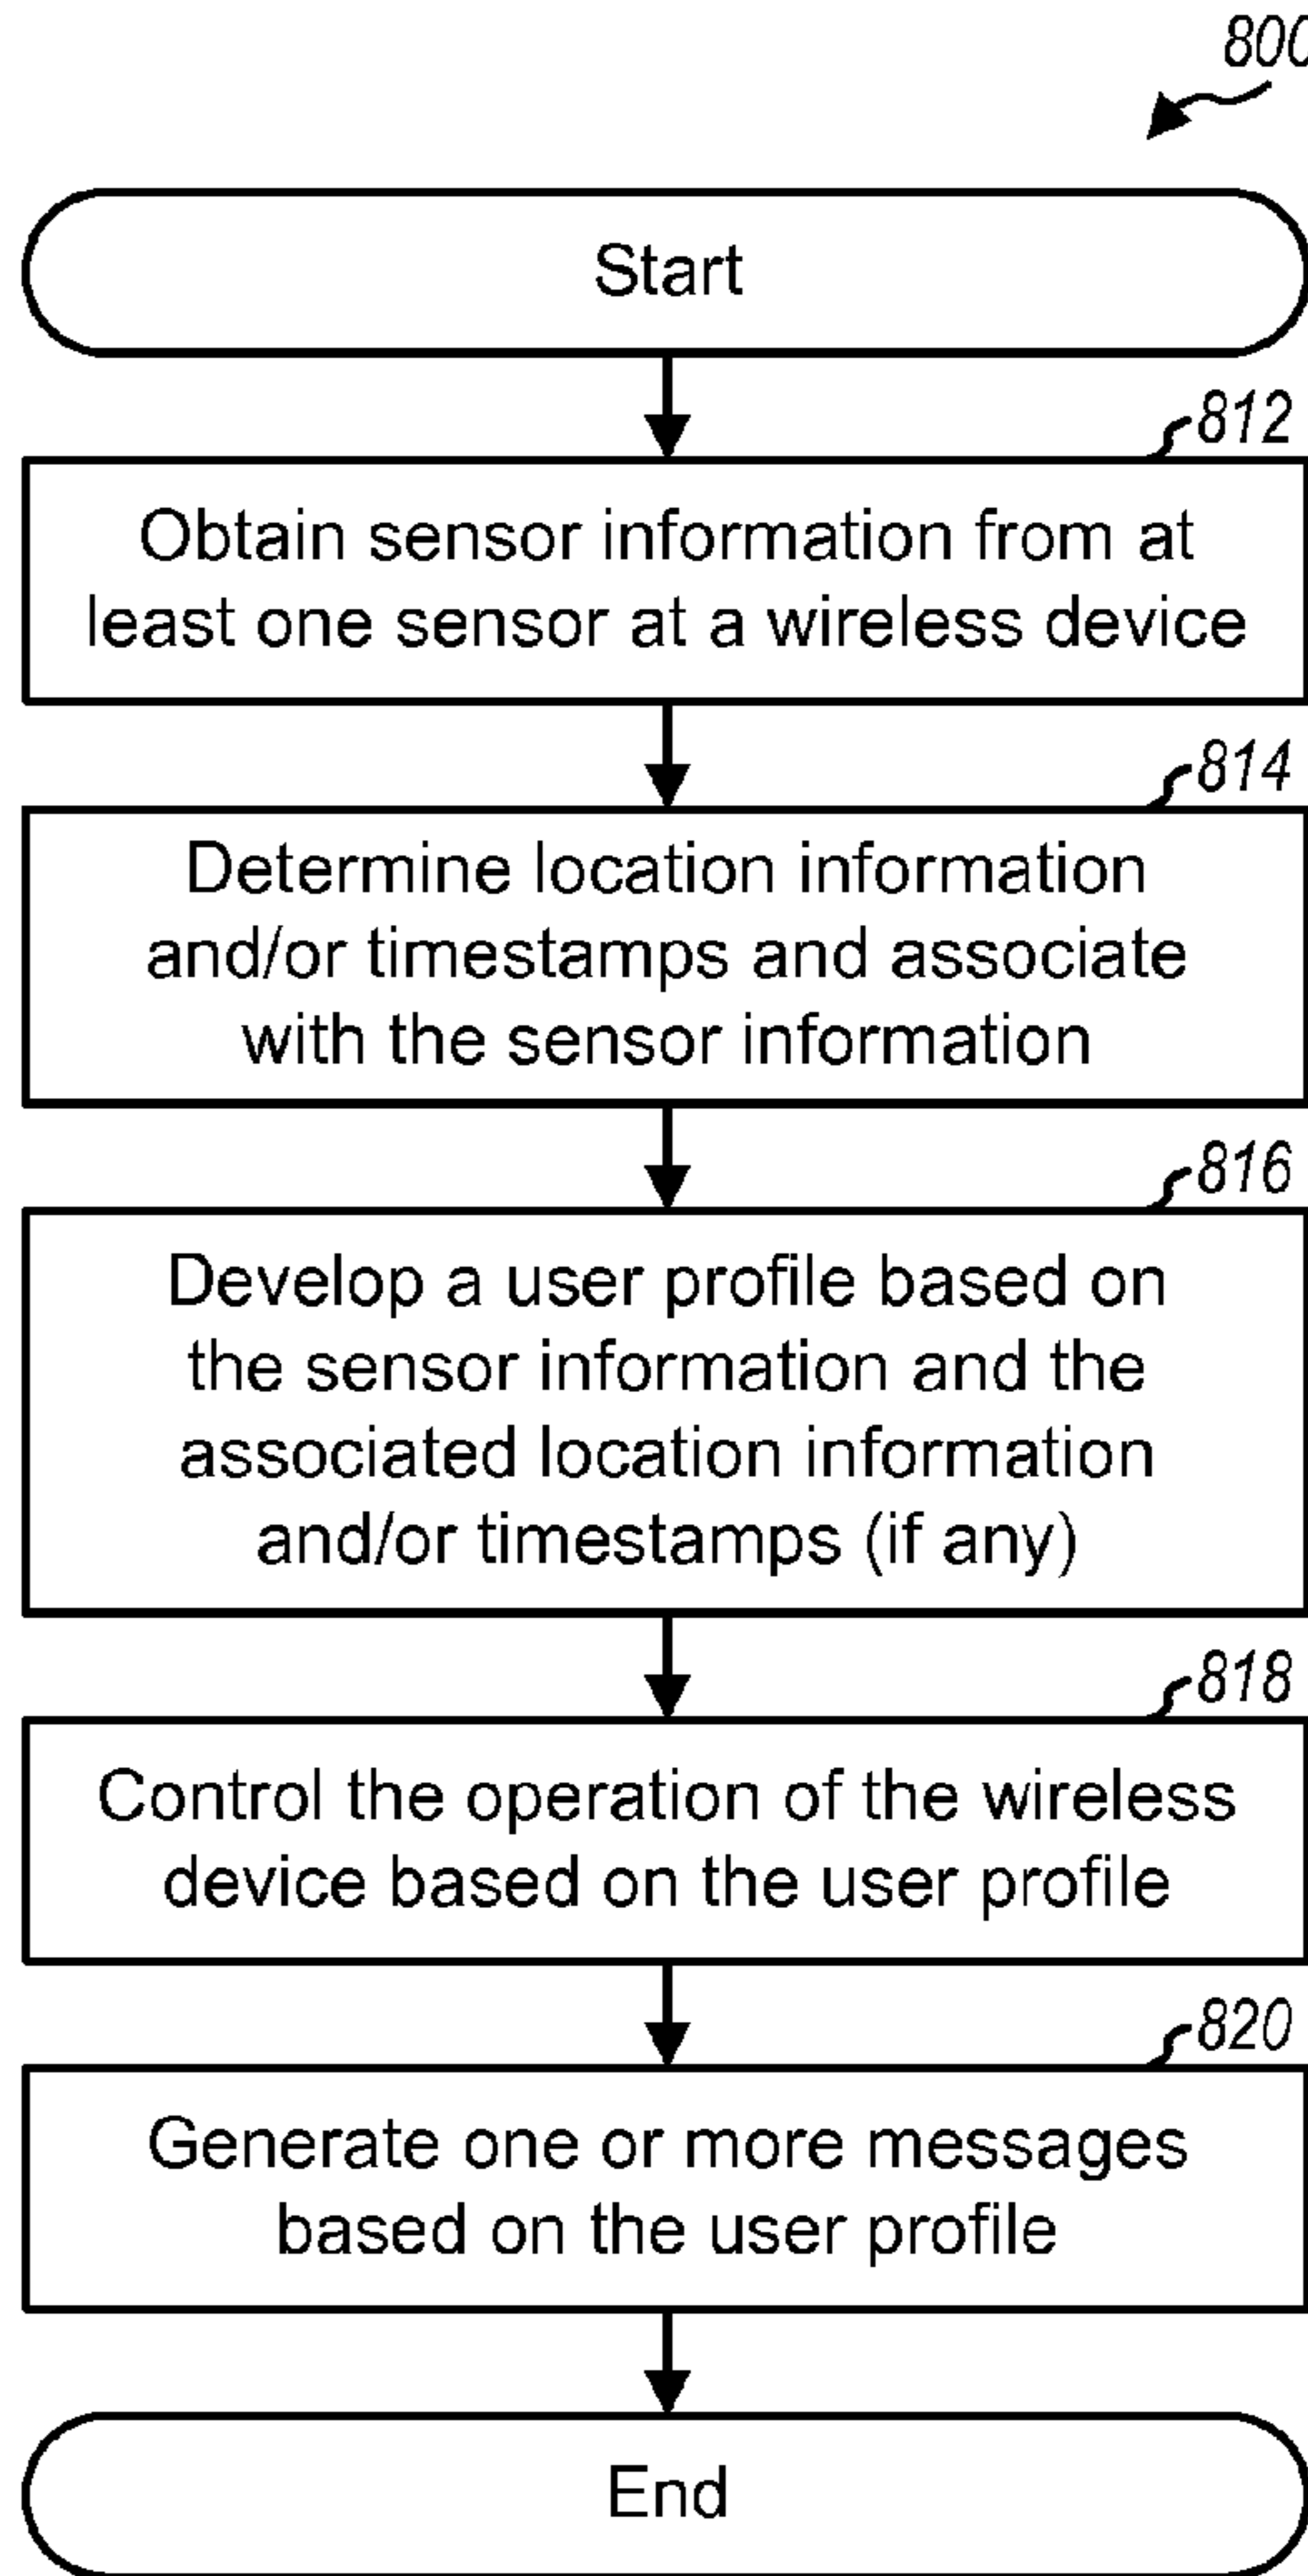 800
Start
812
Obtain sensor information from at
least one sensor at a wireless device
814
Determine location information
and/or timestamps and associate
with the sensor information
816
Develop a user profile based on
the sensor information and the
associated location information
and/or timestamps (if any)
818
Control the operation of the wireless
device based on the user profile
820
Generate one or more messages
based on the user profile
End